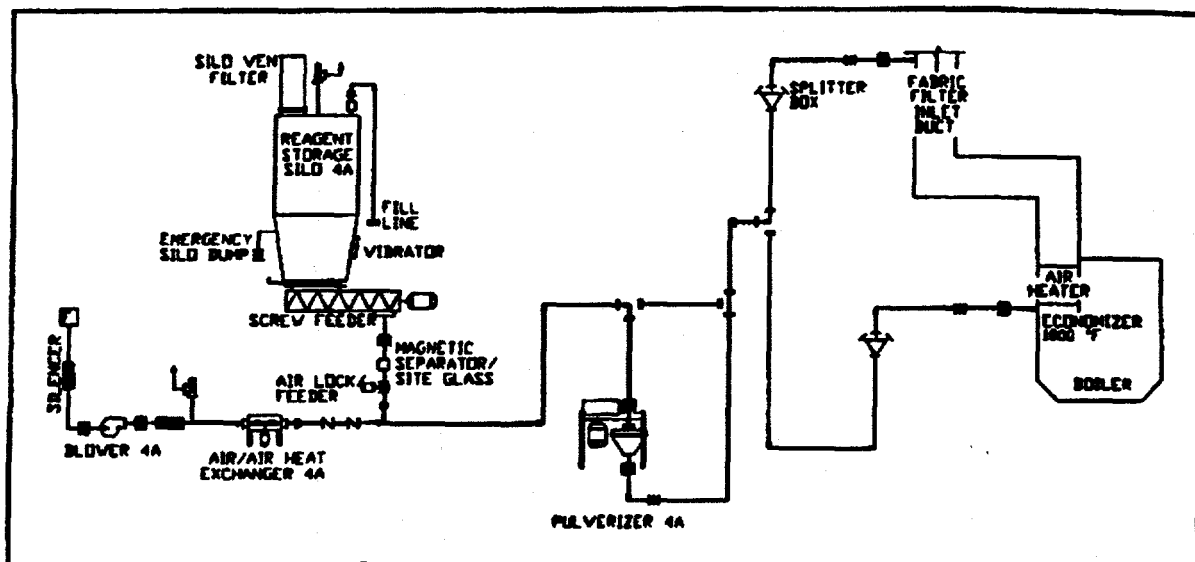 SILO VEN
FILTER
REAGENT
STORAGE
SILO 4A
FILL
LINE
EMERGENCY
SILO DUMP
VIBRATOR
SCREW FEEDER
MAGNETIC
SEPARATOR/
SITE GLASS
AIR LOCK
FEEDER
SILENCER
BLOWER 4A
AIR/AIR HEAT
EXCHANGER 4A
PULVERIZER 4A
SPLITTER
BOX
FABRIC
FILTER
INLET
DUCT
AIR
HEATER
ECONOMIZER
°F
BOILER